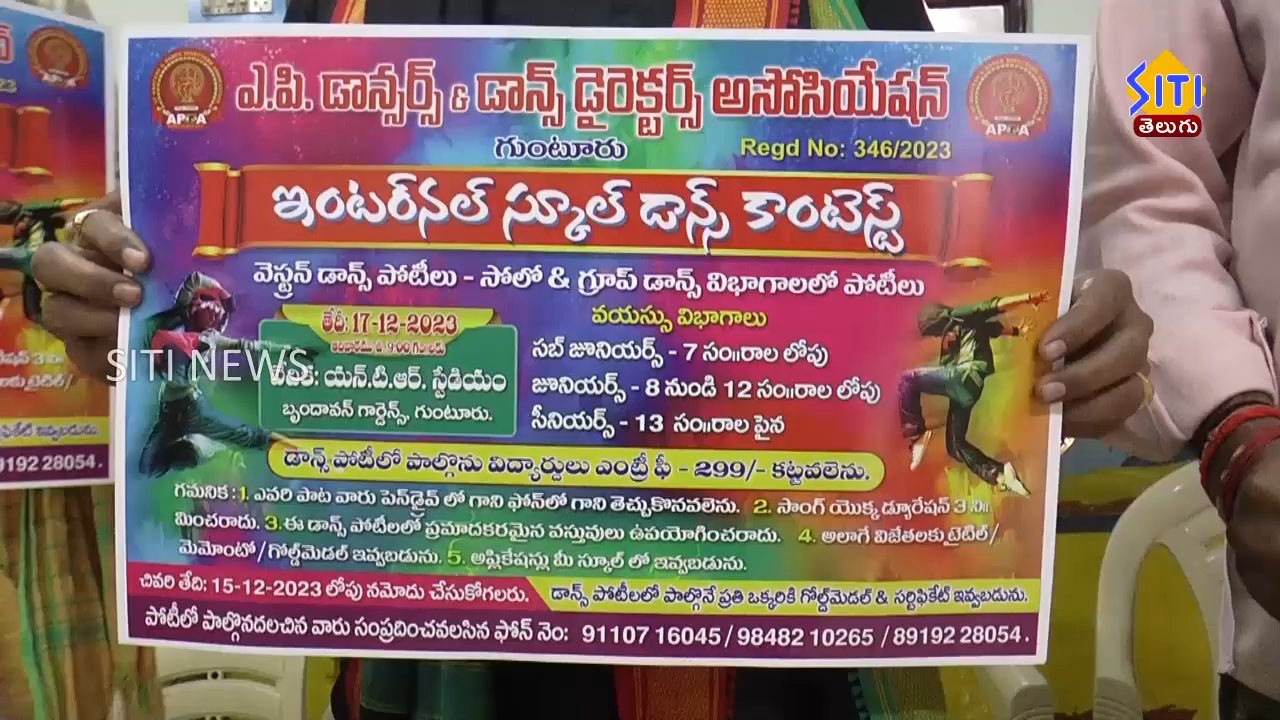 SITI
తెలుగు
ఎ.పి. డాన్సర్స్ & డాన్స్ డైరెక్టర్స్ అసోసియేషన్
గుంటూరు
Regd No: 346/2023
ఇంటర్‌నల్ స్కూల్ డాన్స్ కాంటెస్ట్
వెస్ట్రన్ డాన్స్ పోటీలు - సోలో & గ్రూప్ డాన్స్ విభాగాలలో పోటీలు
తేదీ: 17-12-2023
యన్.టి.ఆర్. స్టేడియం
బృందావన్ గార్డెన్స్, గుంటూరు.
వయస్సు విభాగాలు
సబ్ జూనియర్స్ - 7 సం॥రాల లోపు
జూనియర్స్ - 8 నుండి 12 సం॥రాల లోపు
సీనియర్స్ - 13 సం॥రాల పైన
SITI NEWS
డాన్స్ పోటీలో పాల్గొను విద్యార్దులు ఎంట్రీ ఫీ - 299/- కట్టవలెను.
గమనిక : 1. ఎవరి పాట వారు పెన్‌డ్రైవ్ లో గాని ఫోన్‌లో గాని తెచ్చుకొనవలెను. 2. సాంగ్ యొక్క డ్యూరేషన్ 3 ని॥
మించరాదు. 3. ఈ డాన్స్ పోటీలలో ప్రమాదకరమైన వస్తువులు ఉపయోగించరాదు. 4. అలాగే విజేతలకు టైటిల్/
మెమోంటో/గోల్డ్‌మెడల్ ఇవ్వబడును. 5. అప్లికేషన్లు మీ స్కూల్ లో ఇవ్వబడును.
చివరి తేది: 15-12-2023 లోపు నమోదు చేసుకోగలరు.
డాన్స్ పోటీలలో పాల్గొనే ప్రతి ఒక్కరికి గోల్డ్‌మెడల్ & సర్టిఫికేట్ ఇవ్వబడును.
పోటీలో పాల్గొనదలచిన వారు సంప్రదించవలసిన ఫోన్ నెం: 91107 16045 / 98482 10265 / 89192 28054.